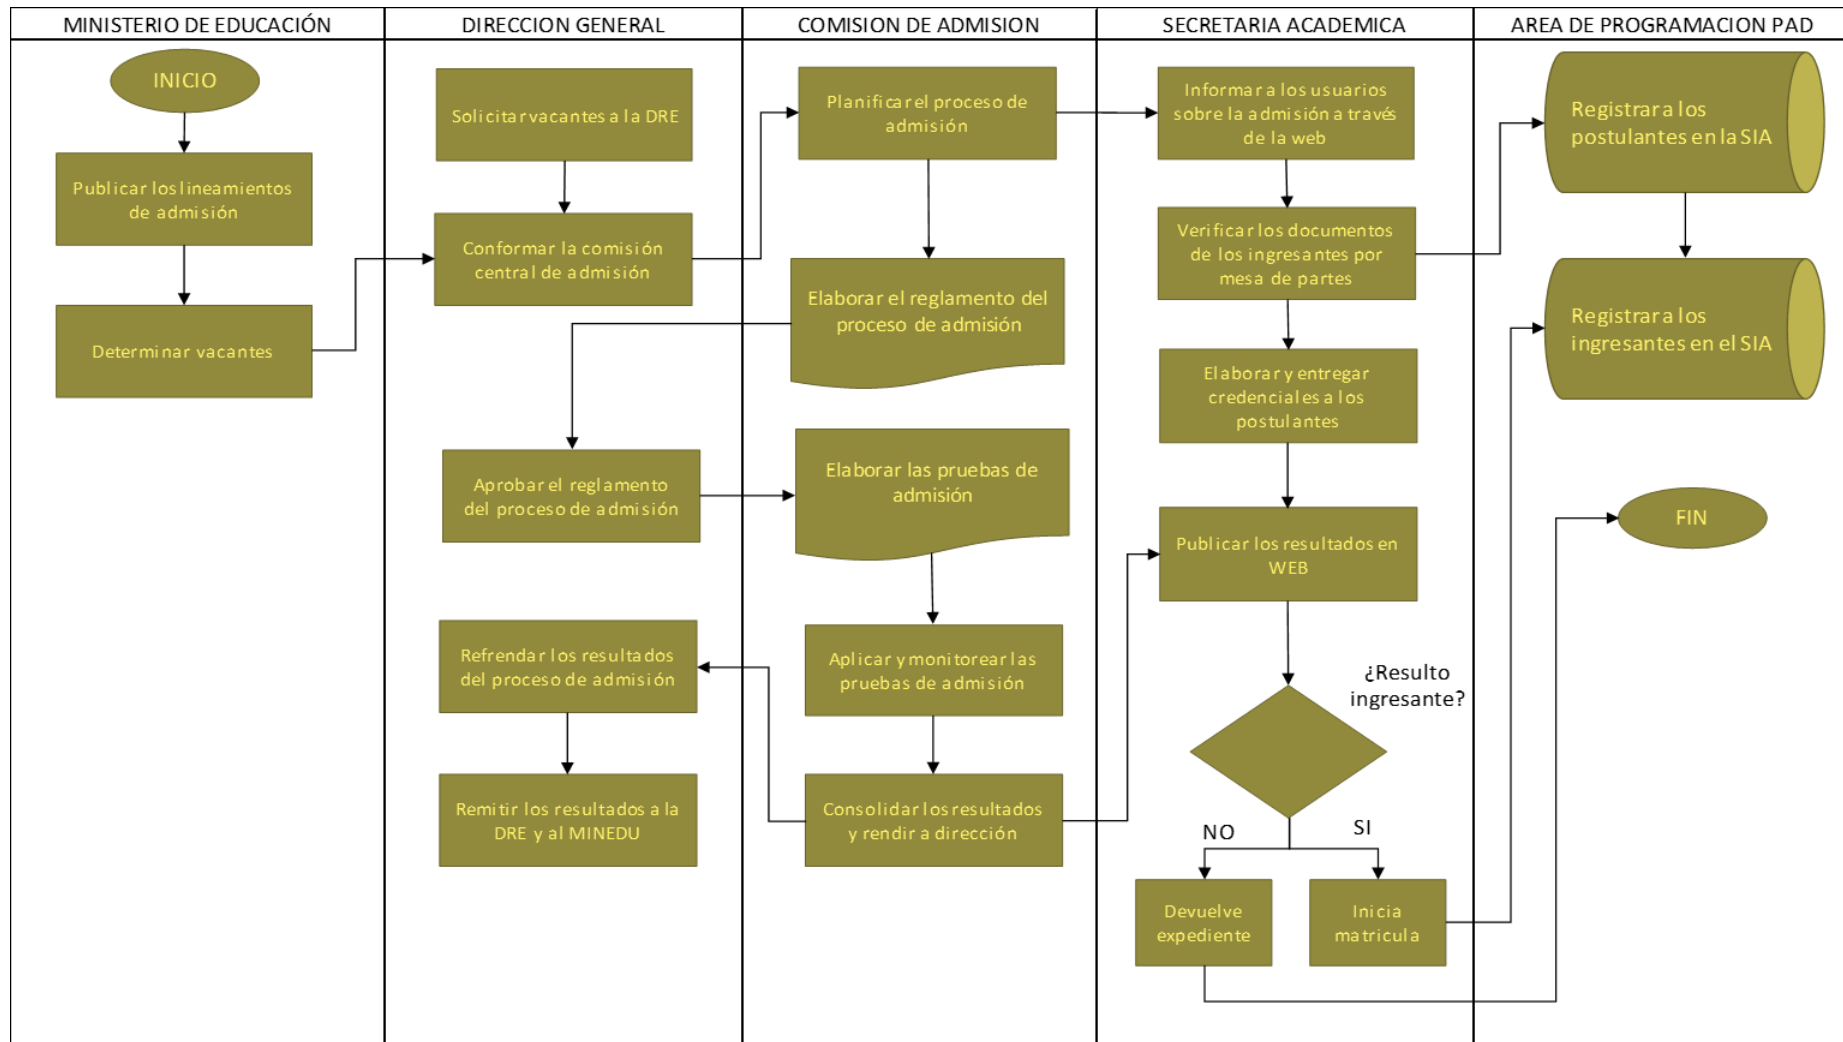 MINISTERIO DE EDUCACIÓN
DIRECCION GENERAL
COMISION DE ADMISION
SECRETARIA ACADEMICA
AREA DE PROGRAMACION PAD
INICIO
Publicar los lineamientos
de admisión
Determinar vacantes
Solicitar vacantes a la DRE
Conformar la comisión
central de admisión
Aprobar el reglamento
del proceso de admisión
Refrendar los resultados
del proceso de admisión
Remitir los resultados a la
DRE y al MINEDU
Planificar el proceso de
admisión
Elaborar el reglamento del
proceso de admisión
Elaborar las pruebas de
admisión
Aplicar y monitorear las
pruebas de admisión
Consolidar los resultados
y rendir a dirección
Informar a los usuarios
sobre la admisión a través
de la web
Verificar los documentos
de los ingresantes por
mesa de partes
Elaborar y entregar
credenciales a los
postulantes
Publicar los resultados en
WEB
¿Resulto
ingresante?
NO
SI
Devuelve
expediente
Inicia
matricula
Registrar a los
postulantes en la SIA
Registrar a los
ingresantes en el SIA
FIN